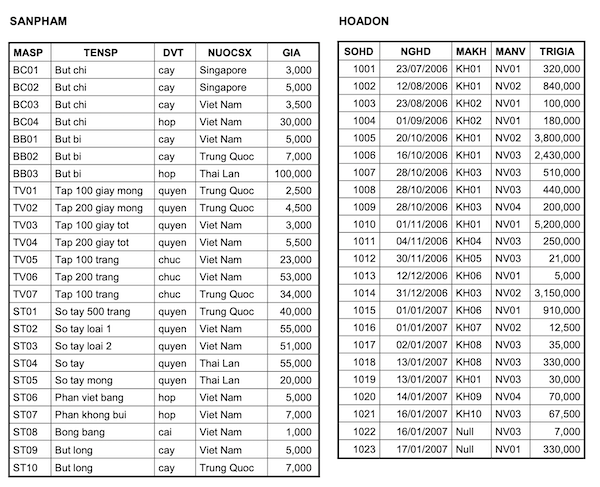 SANPHAM
MASP TENSP DVT NUOCSX GIA
BC01 But chi cay Singapore 3,000
BC02 But chi cay Singapore 5,000
BC03 But chi cay Viet Nam 3,500
BC04 But chi hop Viet Nam 30,000
BB01 But bi cay Viet Nam 5,000
BB02 But bi cay Trung Quoc 7,000
BB03 But bi hop Thai Lan 100,000
TV01 Tap 100 giay mong quyen Trung Quoc 2,500
TV02 Tap 200 giay mong quyen Trung Quoc 4,500
TV03 Tap 100 giay tot quyen Viet Nam 3,000
TV04 Tap 200 giay tot quyen Viet Nam 5,500
TV05 Tap 100 trang chuc Viet Nam 23,000
TV06 Tap 200 trang chuc Viet Nam 53,000
TV07 Tap 100 trang chuc Trung Quoc 34,000
ST01 So tay 500 trang quyen Trung Quoc 40,000
ST02 So tay loai 1 quyen Viet Nam 55,000
ST03 So tay loai 2 quyen Viet Nam 51,000
ST04 So tay quyen Thai Lan 55,000
ST05 So tay mong quyen Thai Lan 20,000
ST06 Phan viet bang hop Viet Nam 5,000
ST07 Phan khong bui hop Viet Nam 7,000
ST08 Bong bang cai Viet Nam 1,000
ST09 But long cay Viet Nam 5,000
ST10 But long cay Trung Quoc 7,000
HOADON
SOHD NGHD MAKH MANV TRIGIA
1001 23/07/2006 KH01 NV01 320,000
1002 12/08/2006 KH01 NV02 840,000
1003 23/08/2006 KH02 NV01 100,000
1004 01/09/2006 KH02 NV01 180,000
1005 20/10/2006 KH01 NV02 3,800,000
1006 16/10/2006 KH01 NV03 2,430,000
1007 28/10/2006 KH03 NV03 510,000
1008 28/10/2006 KH01 NV03 440,000
1009 28/10/2006 KH03 NV04 200,000
1010 01/11/2006 KH01 NV01 5,200,000
1011 04/11/2006 KH04 NV03 250,000
1012 30/11/2006 KH05 NV03 21,000
1013 12/12/2006 KH06 NV01 5,000
1014 31/12/2006 KH03 NV02 3,150,000
1015 01/01/2007 KH06 NV01 910,000
1016 01/01/2007 KH07 NV02 12,500
1017 02/01/2007 KH08 NV03 35,000
1018 13/01/2007 KH08 NV03 330,000
1019 13/01/2007 KH01 NV03 30,000
1020 14/01/2007 KH09 NV04 70,000
1021 16/01/2007 KH10 NV03 67,500
1022 16/01/2007 Null NV03 7,000
1023 17/01/2007 Null NV01 330,000